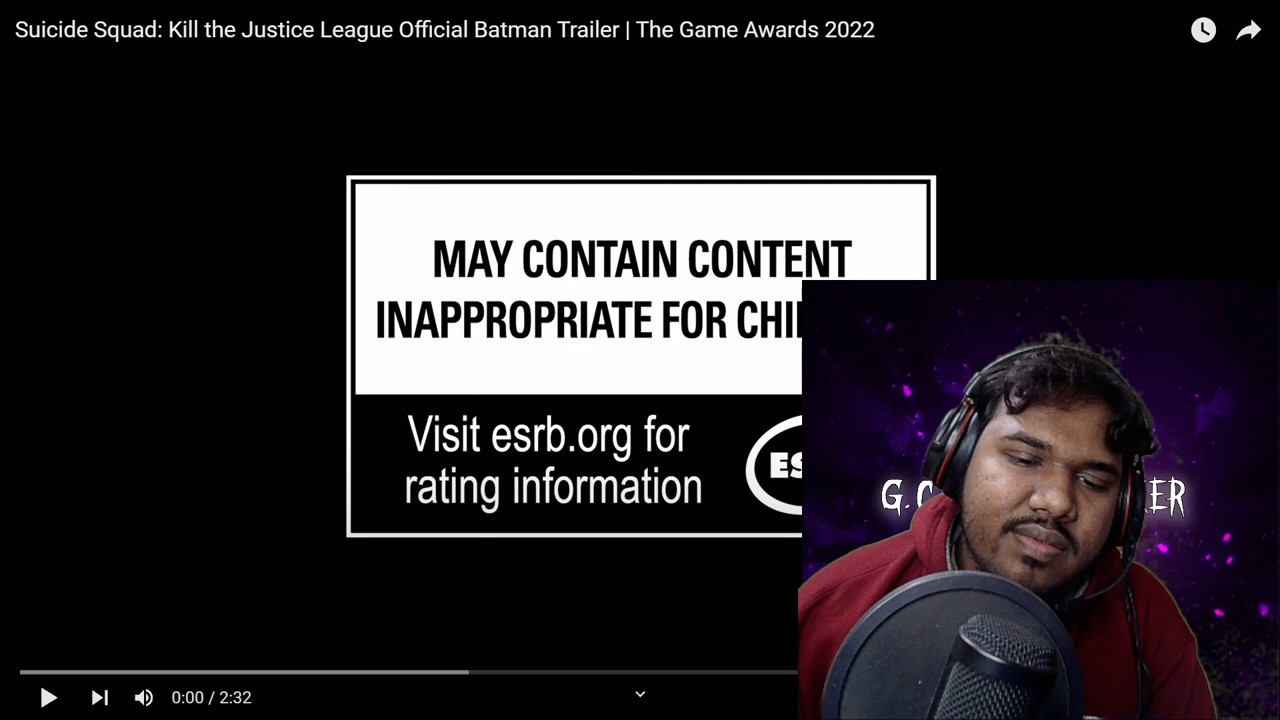 Suicide Squad: Kill the Justice League Official Batman Trailer | The Game Awards 2022
MAY CONTAIN CONTENT
INAPPROPRIATE FOR
Visit esrb.org for
rating information
0:00 / 2:32